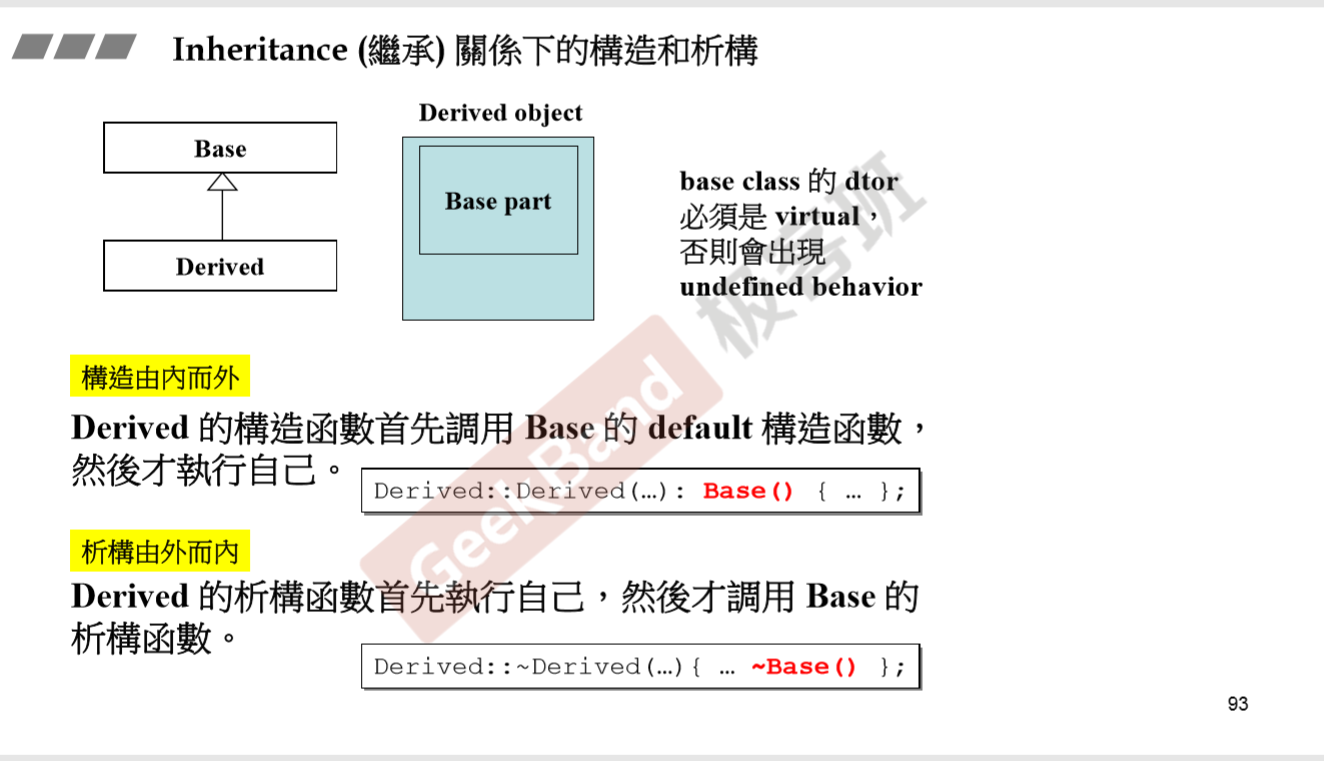 Inheritance (繼承) 關係下的構造和析構
Derived object
Base
Base part
Derived
base class 的 dtor
必須是 virtual，
否則會出現
undefined behavior
構造由內而外
Derived 的構造函數首先調用 Base 的 default 構造函數，
然後才執行自己。
Derived::Derived(…): Base() { … };
析構由外而內
Derived 的析構函數首先執行自己，然後才調用 Base 的
析構函數。
Derived::~Derived(…){ … ~Base() };
GeekBand 极客班
93